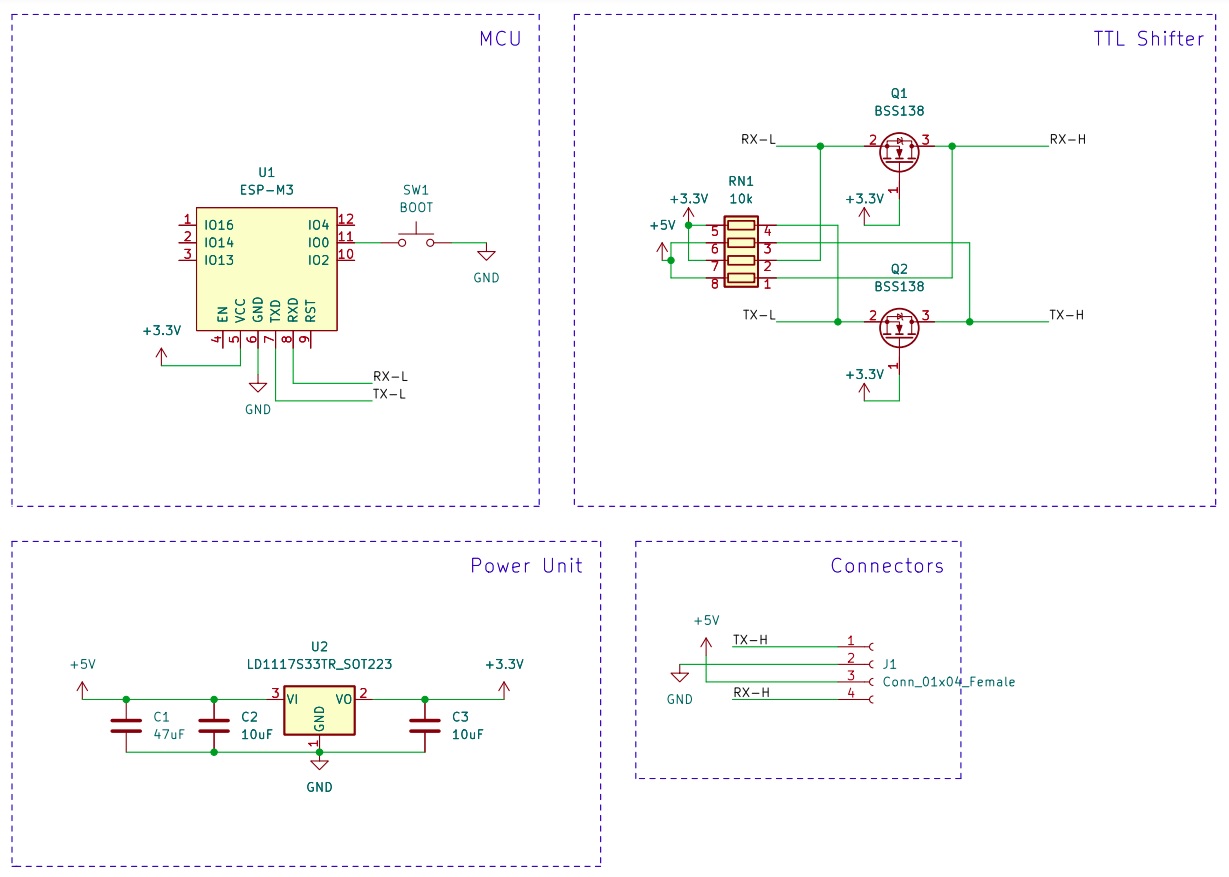 MCU
U1
ESP-M3
SW1
BOOT
1 IO16 IO4 12
2 IO14 IO0 11
3 IO13 IO2 10
GND
EN VCC GND TXD RXD RST
4 5 6 7 8 9
+3.3V
GND
RX-L
TX-L
TTL Shifter
Q1
BSS138
RX-L 2 3 RX-H
1
+3.3V
RN1
10k
+3.3V
+5V
5 4
6 3
7 2
8 1
Q2
BSS138
TX-L 2 3 TX-H
1
+3.3V
Power Unit
U2
LD1117S33TR_SOT223
+5V
+3.3V
3 VI VO 2
GND
1
C1
47uF
C2
10uF
C3
10uF
GND
Connectors
+5V
TX-H 1
2
3
RX-H 4
GND
J1
Conn_01x04_Female